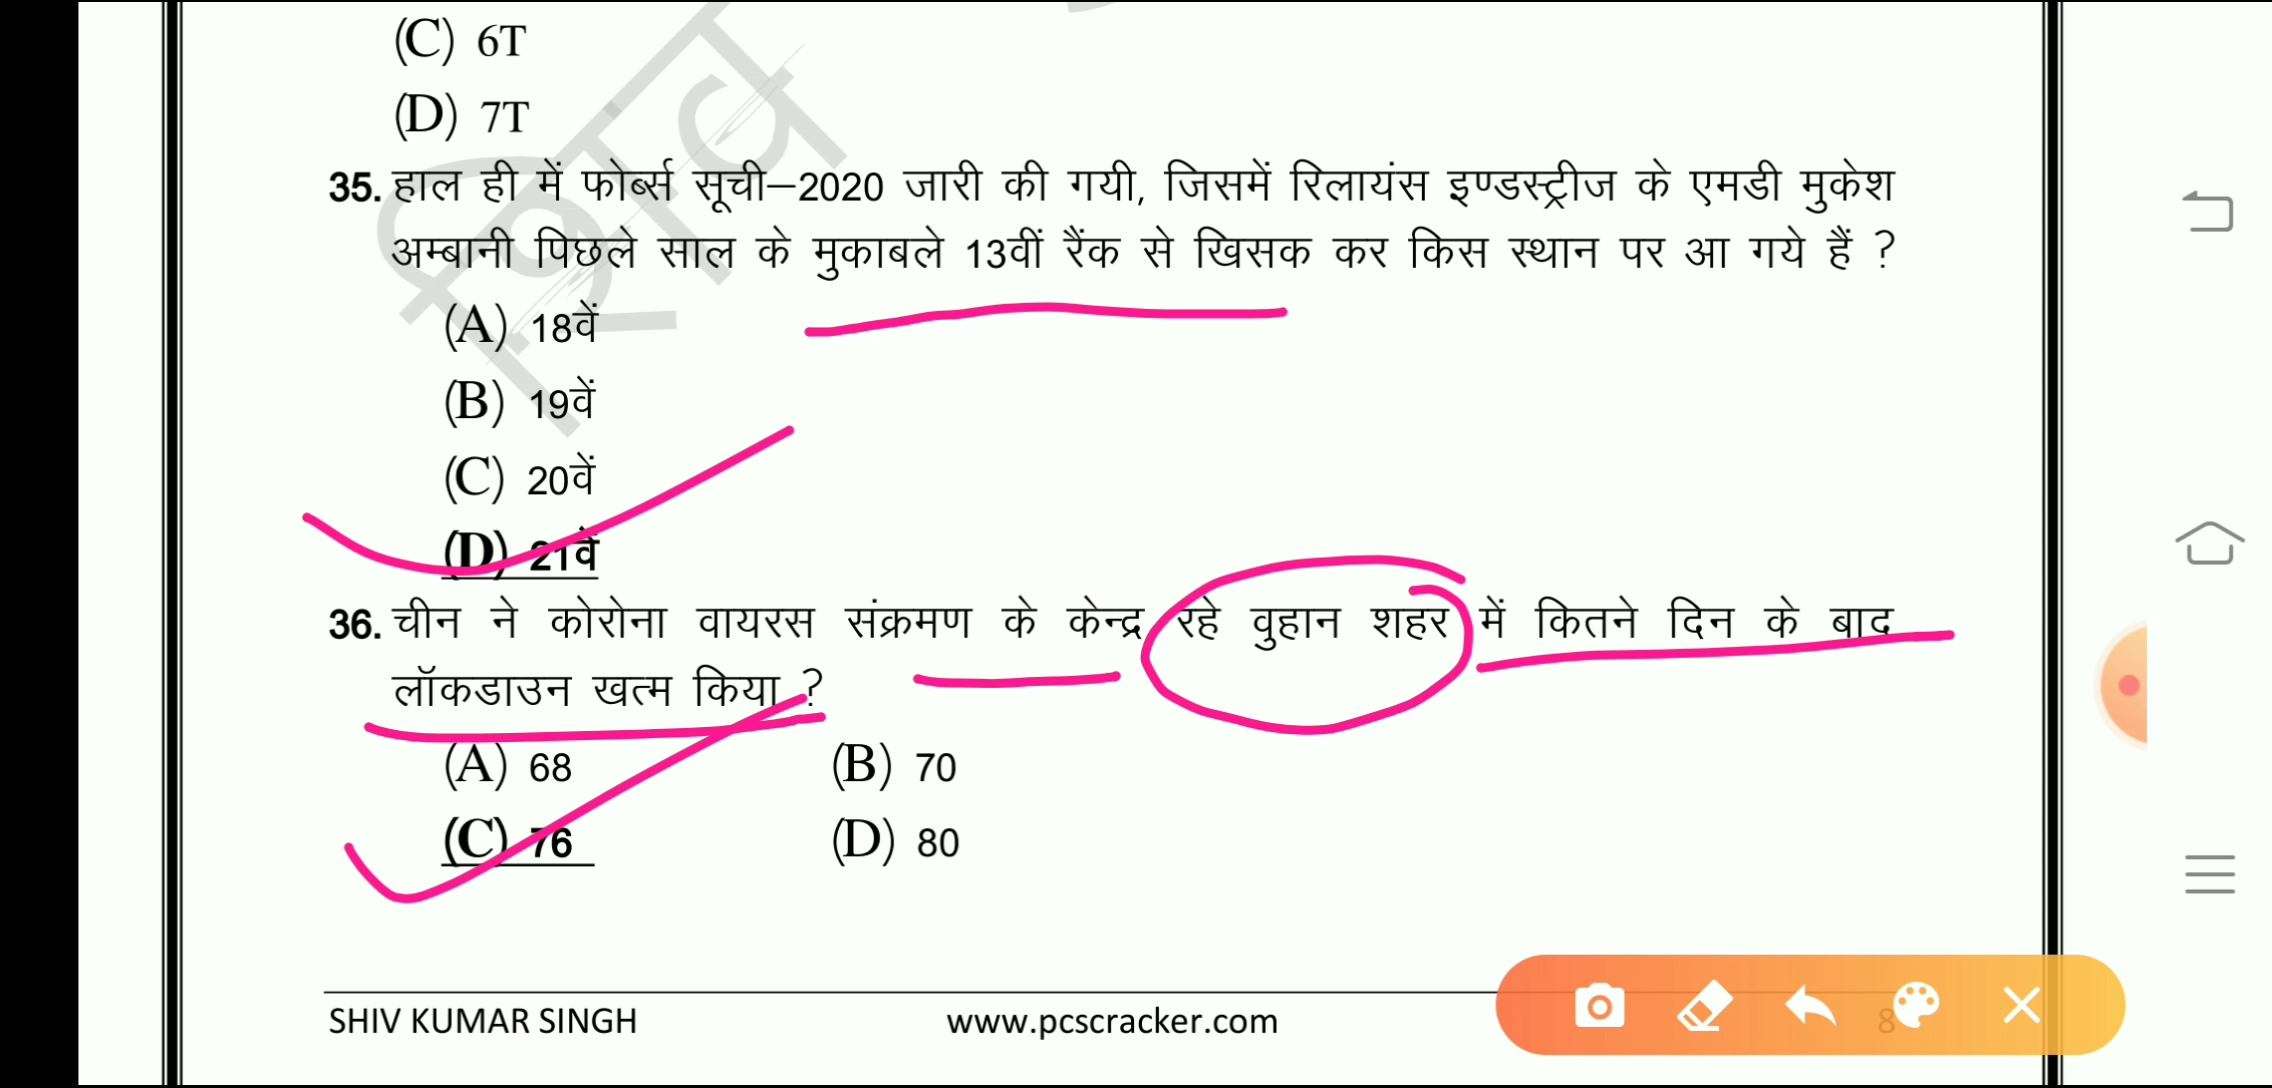 (C) 6T
(D) 7T
35. हाल ही में फोर्ब्स सूची–2020 जारी की गयी, जिसमें रिलायंस इण्डस्ट्रीज के एमडी मुकेश
अम्बानी पिछले साल के मुकाबले 13वीं रैंक से खिसक कर किस स्थान पर आ गये हैं ?
(A) 18वें
(B) 19वें
(C) 20वें
(D) 21वें
36. चीन ने कोरोना वायरस संक्रमण के केन्द्र रहे वुहान शहर में कितने दिन के बाद
लॉकडाउन खत्म किया ?
(A) 68 (B) 70
(C) 76 (D) 80
SHIV KUMAR SINGH www.pcscracker.com 8
शिव